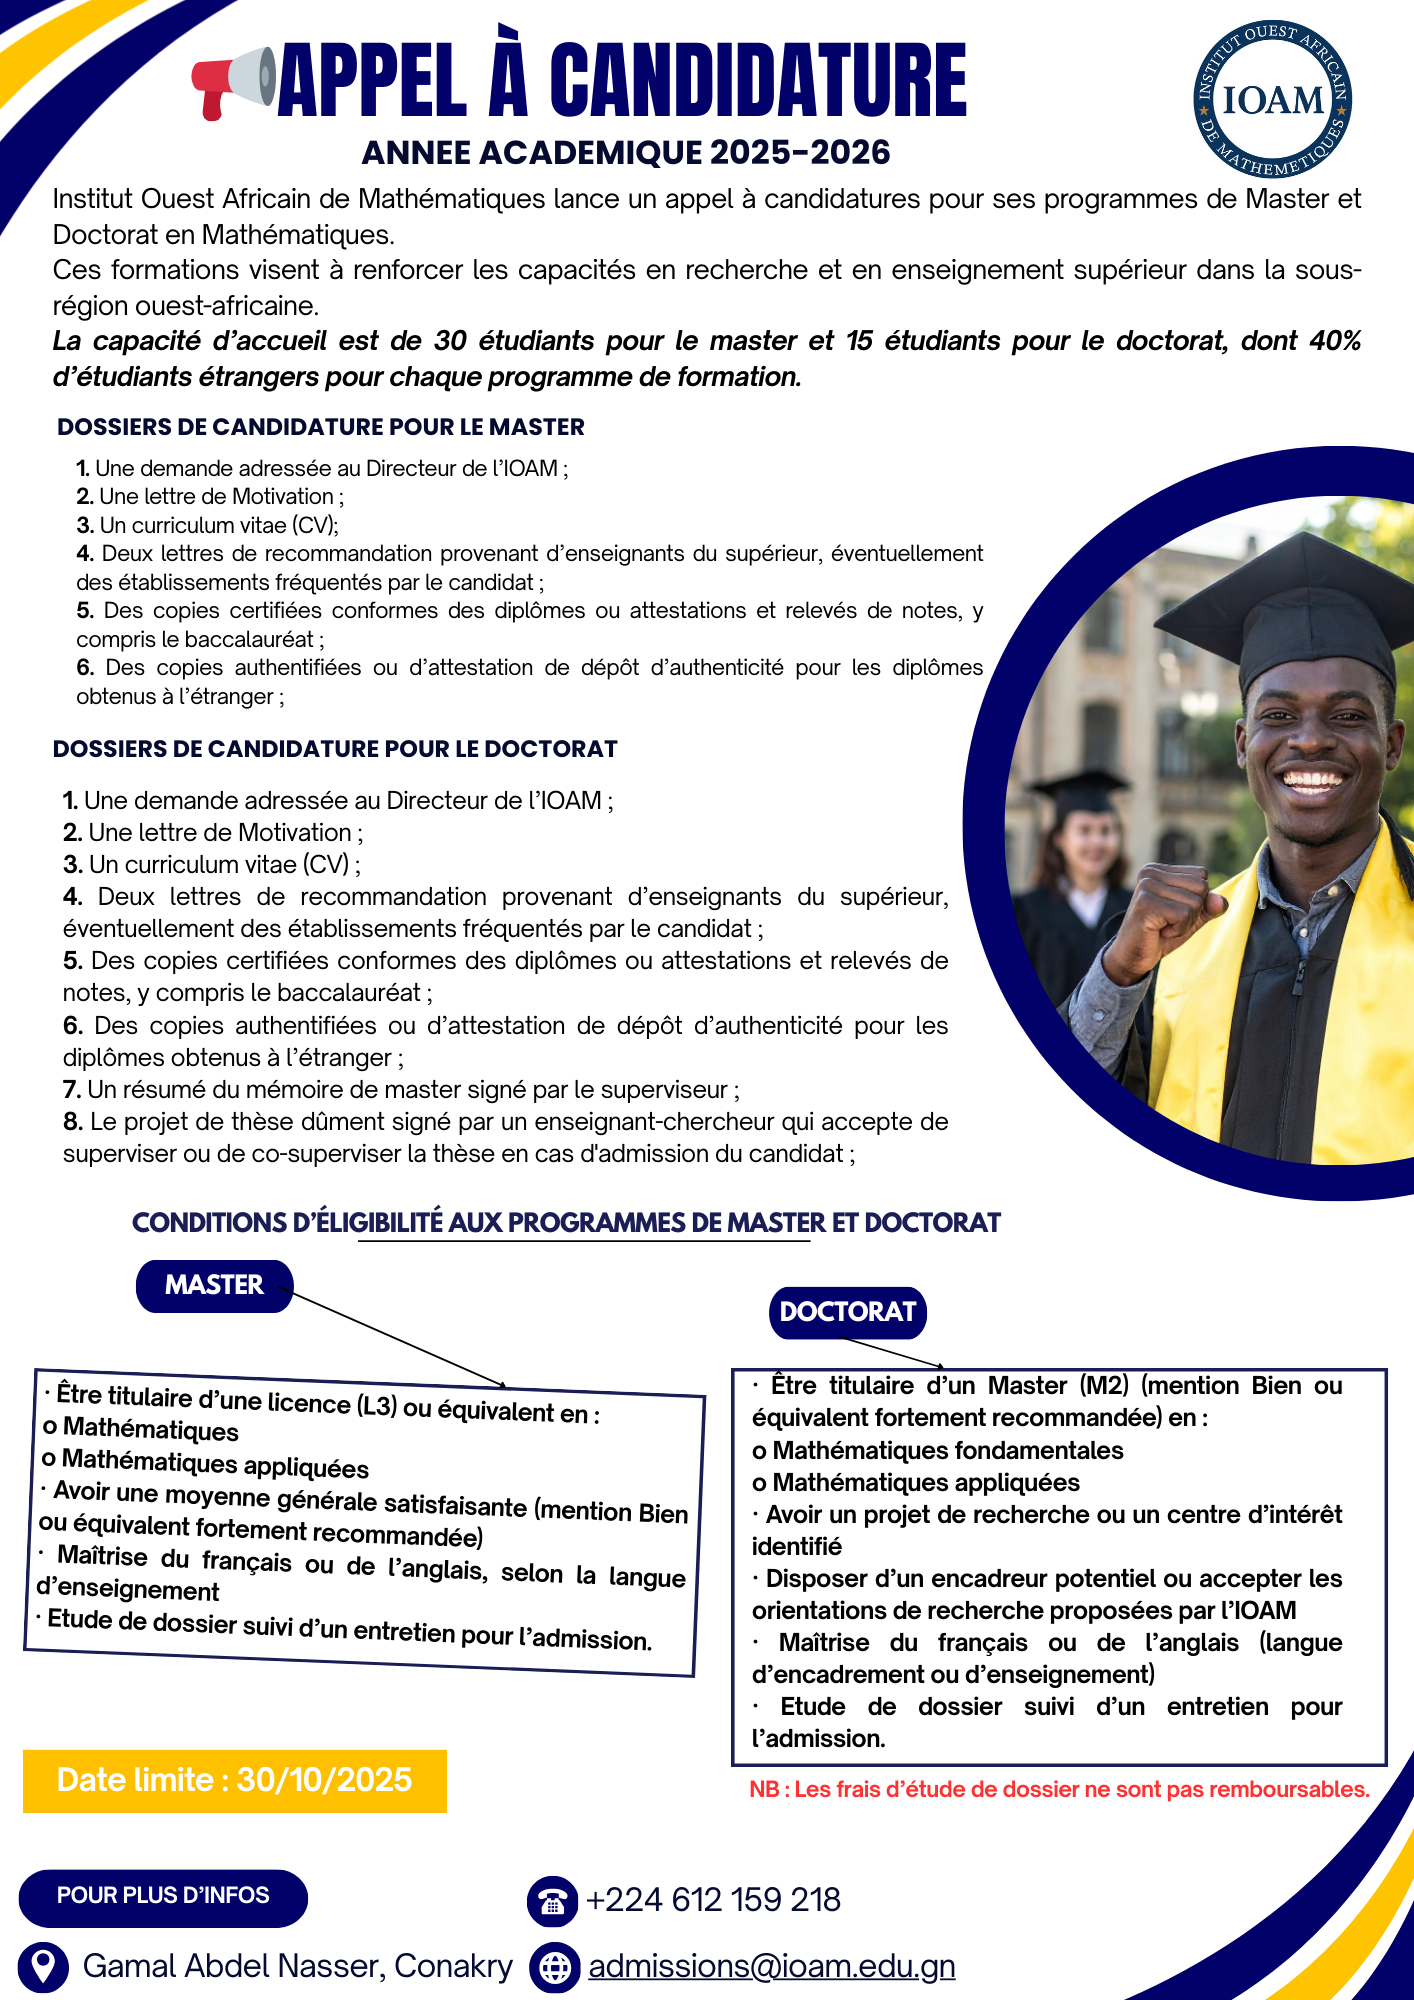 APPEL À CANDIDATURE
INSTITUT OUEST AFRICAIN
IOAM
DE MATHEMETIQUES
ANNEE ACADEMIQUE 2025-2026
Institut Ouest Africain de Mathématiques lance un appel à candidatures pour ses programmes de Master et
Doctorat en Mathématiques.
Ces formations visent à renforcer les capacités en recherche et en enseignement supérieur dans la sous-
région ouest-africaine.
La capacité d’accueil est de 30 étudiants pour le master et 15 étudiants pour le doctorat, dont 40%
d’étudiants étrangers pour chaque programme de formation.
DOSSIERS DE CANDIDATURE POUR LE MASTER
1. Une demande adressée au Directeur de l’IOAM ;
2. Une lettre de Motivation ;
3. Un curriculum vitae (CV);
4. Deux lettres de recommandation provenant d’enseignants du supérieur, éventuellement
des établissements fréquentés par le candidat ;
5. Des copies certifiées conformes des diplômes ou attestations et relevés de notes, y
compris le baccalauréat ;
6. Des copies authentifiées ou d’attestation de dépôt d’authenticité pour les diplômes
obtenus à l’étranger ;
DOSSIERS DE CANDIDATURE POUR LE DOCTORAT
1. Une demande adressée au Directeur de l’IOAM ;
2. Une lettre de Motivation ;
3. Un curriculum vitae (CV) ;
4. Deux lettres de recommandation provenant d’enseignants du supérieur,
éventuellement des établissements fréquentés par le candidat ;
5. Des copies certifiées conformes des diplômes ou attestations et relevés de
notes, y compris le baccalauréat ;
6. Des copies authentifiées ou d’attestation de dépôt d’authenticité pour les
diplômes obtenus à l’étranger ;
7. Un résumé du mémoire de master signé par le superviseur ;
8. Le projet de thèse dûment signé par un enseignant-chercheur qui accepte de
superviser ou de co-superviser la thèse en cas d'admission du candidat ;
CONDITIONS D’ÉLIGIBILITÉ AUX PROGRAMMES DE MASTER ET DOCTORAT
MASTER
· Être titulaire d’une licence (L3) ou équivalent en :
o Mathématiques
o Mathématiques appliquées
· Avoir une moyenne générale satisfaisante (mention Bien
ou équivalent fortement recommandée)
· Maîtrise du français ou de l’anglais, selon la langue
d’enseignement
· Etude de dossier suivi d’un entretien pour l’admission.
DOCTORAT
· Être titulaire d’un Master (M2) (mention Bien ou
équivalent fortement recommandée) en :
o Mathématiques fondamentales
o Mathématiques appliquées
· Avoir un projet de recherche ou un centre d’intérêt
identifié
· Disposer d’un encadreur potentiel ou accepter les
orientations de recherche proposées par l’IOAM
· Maîtrise du français ou de l’anglais (langue
d’encadrement ou d’enseignement)
· Etude de dossier suivi d’un entretien pour
l’admission.
Date limite : 30/10/2025
NB : Les frais d’étude de dossier ne sont pas remboursables.
POUR PLUS D’INFOS
+224 612 159 218
Gamal Abdel Nasser, Conakry
admissions@ioam.edu.gn